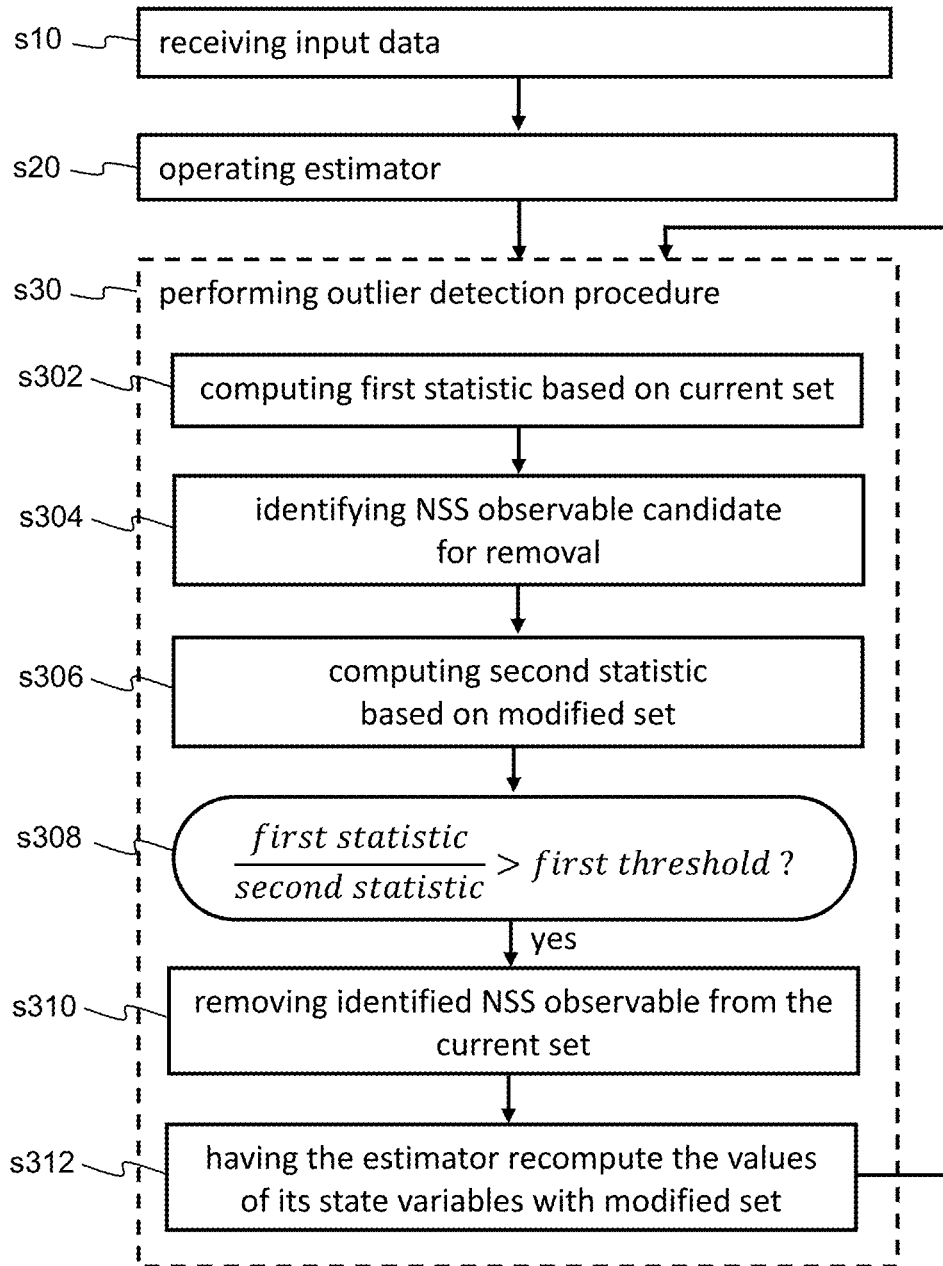 s10 receiving input data
s20 operating estimator
s30 performing outlier detection procedure
s302 computing first statistic based on current set
s304 identifying NSS observable candidate
for removal
s306 computing second statistic
based on modified set
s308 first statistic
second statistic > first threshold ?
yes
s310 removing identified NSS observable from the
current set
s312 having the estimator recompute the values
of its state variables with modified set